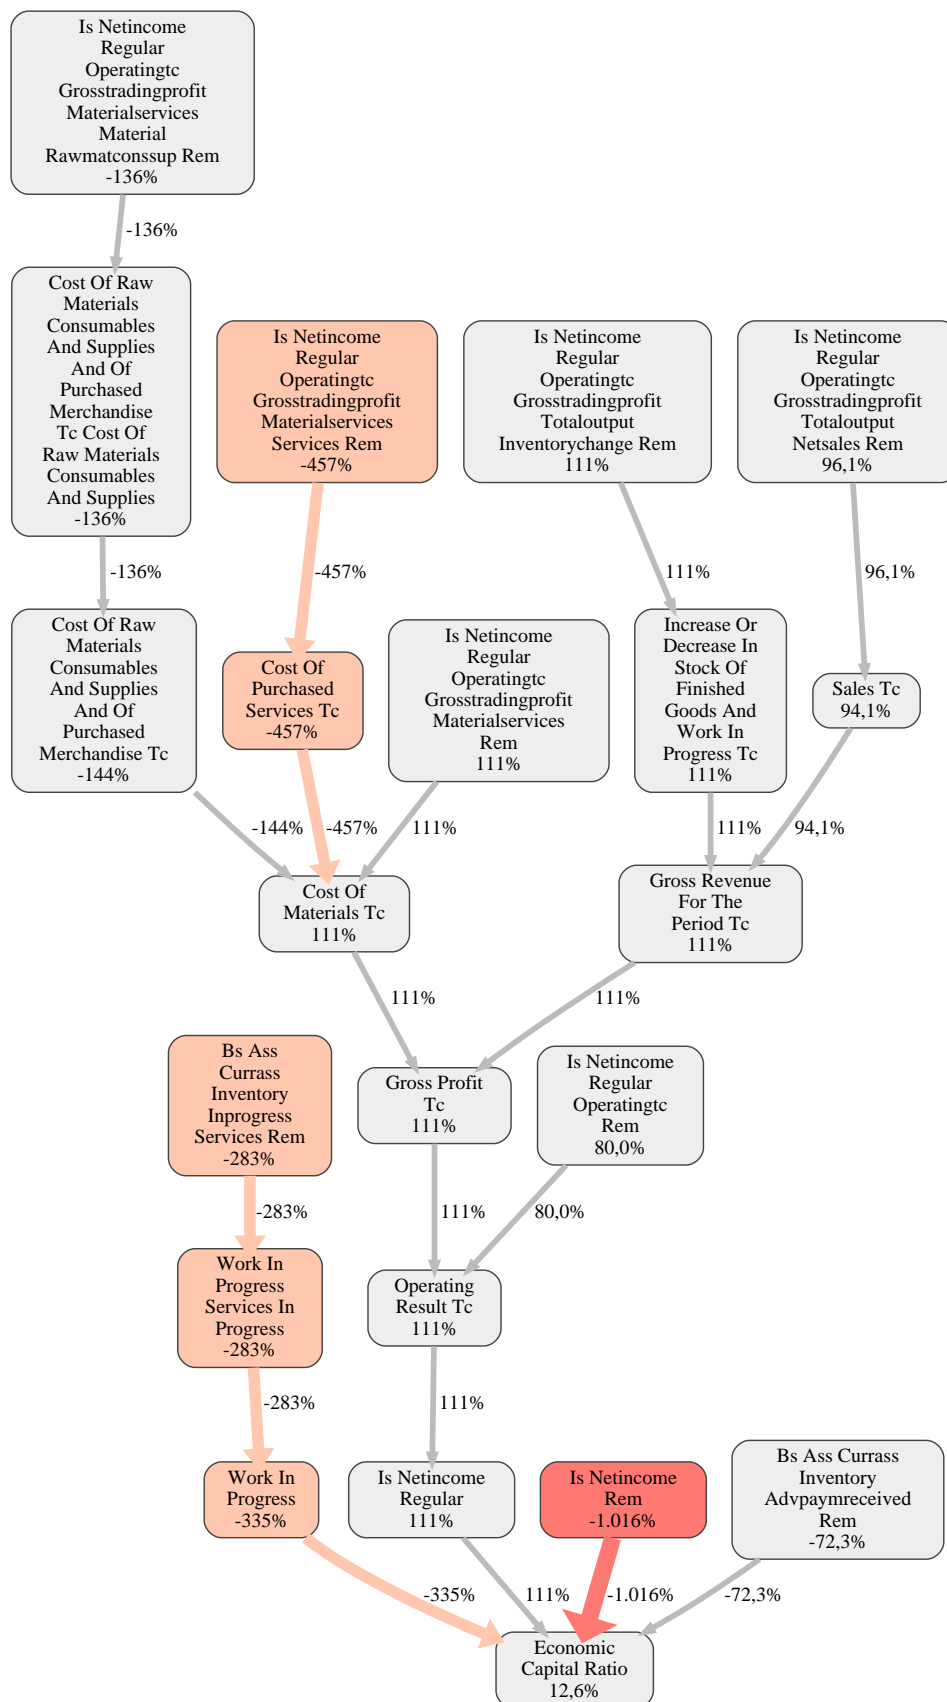 Is Netincome
Regular
Operatingtc
Grosstradingprofit
Materialservices
Material
Rawmatconssup Rem
-136%
-136%
Cost Of Raw
Materials
Consumables
And Supplies
And Of
Purchased
Merchandise
Tc Cost Of
Raw Materials
Consumables
And Supplies
-136%
Is Netincome
Regular
Operatingtc
Grosstradingprofit
Materialservices
Services Rem
-457%
Is Netincome
Regular
Operatingtc
Grosstradingprofit
Totaloutput
Inventorychange Rem
111%
Is Netincome
Regular
Operatingtc
Grosstradingprofit
Totaloutput
Netsales Rem
96,1%
-136%
-457%
111%
96,1%
Cost Of Raw
Materials
Consumables
And Supplies
And Of
Purchased
Merchandise Tc
-144%
Cost Of
Purchased
Services Tc
-457%
Is Netincome
Regular
Operatingtc
Grosstradingprofit
Materialservices
Rem
111%
Increase Or
Decrease In
Stock Of
Finished
Goods And
Work In
Progress Tc
111%
Sales Tc
94,1%
-144%
-457%
111%
111%
94,1%
Cost Of
Materials Tc
111%
Gross Revenue
For The
Period Tc
111%
111%
111%
Bs Ass
Currass
Inventory
Inprogress
Services Rem
-283%
Gross Profit
Tc
111%
Is Netincome
Regular
Operatingtc
Rem
80,0%
-283%
111%
80,0%
Work In
Progress
Services In
Progress
-283%
Operating
Result Tc
111%
-283%
111%
Work In
Progress
-335%
Is Netincome
Regular
111%
Is Netincome
Rem
-1.016%
Bs Ass Currass
Inventory
Advpaymreceived
Rem
-72,3%
-335%
111%
-1.016%
-72,3%
Economic
Capital Ratio
12,6%